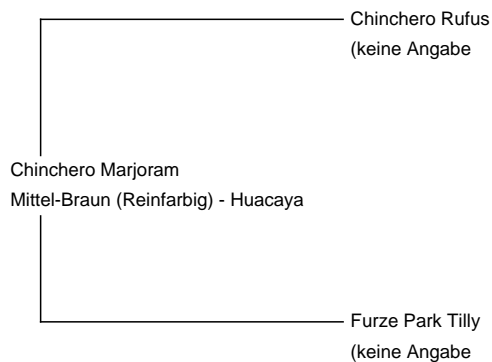 Chinchero Rufus
(keine Angabe
Chinchero Marjoram
Mittel-Braun (Reinfarbig) - Huacaya
Furze Park Tilly
(keine Angabe